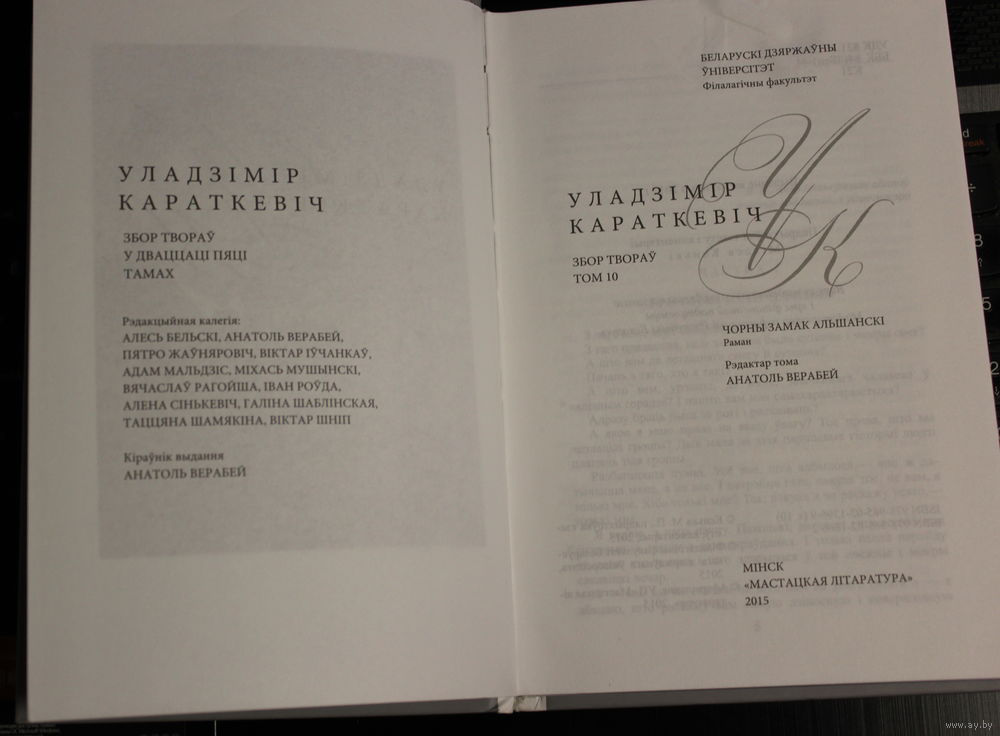 УЛАДЗІМІР
КАРАТКЕВІЧ
ЗБОР ТВОРАЎ
У ДВАЦЦАЦІ ПЯЦІ
ТАМАХ
Рэдакцыйная калегія:
АЛЕСЬ БЕЛЬСКІ, АНАТОЛЬ ВЕРАБЕЙ,
ПЯТРО ЖАЎНЯРОВІЧ, ВІКТАР ІЎЧАНКАЎ,
АДАМ МАЛЬДЗІС, МІХАСЬ МУШЫНСКІ,
ВЯЧАСЛАЎ РАГОЙША, ІВАН РОЎДА,
АЛЕНА СІНЬКЕВІЧ, ГАЛІНА ШАБЛІНСКАЯ,
ТАЦЦЯНА ШАМЯКІНА, ВІКТАР ШНІП
Кіраўнік выдання
АНАТОЛЬ ВЕРАБЕЙ
БЕЛАРУСКІ ДЗЯРЖАЎНЫ
ЎНІВЕРСІТЭТ
Філалагічны факультэт
УК
УЛАДЗІМІР
КАРАТКЕВІЧ
ЗБОР ТВОРАЎ
ТОМ 10
ЧОРНЫ ЗАМАК АЛЬШАНСКІ
Раман
Рэдактар тома
АНАТОЛЬ ВЕРАБЕЙ
МІНСК
«МАСТАЦКАЯ ЛІТАРАТУРА»
2015
www.ay.by